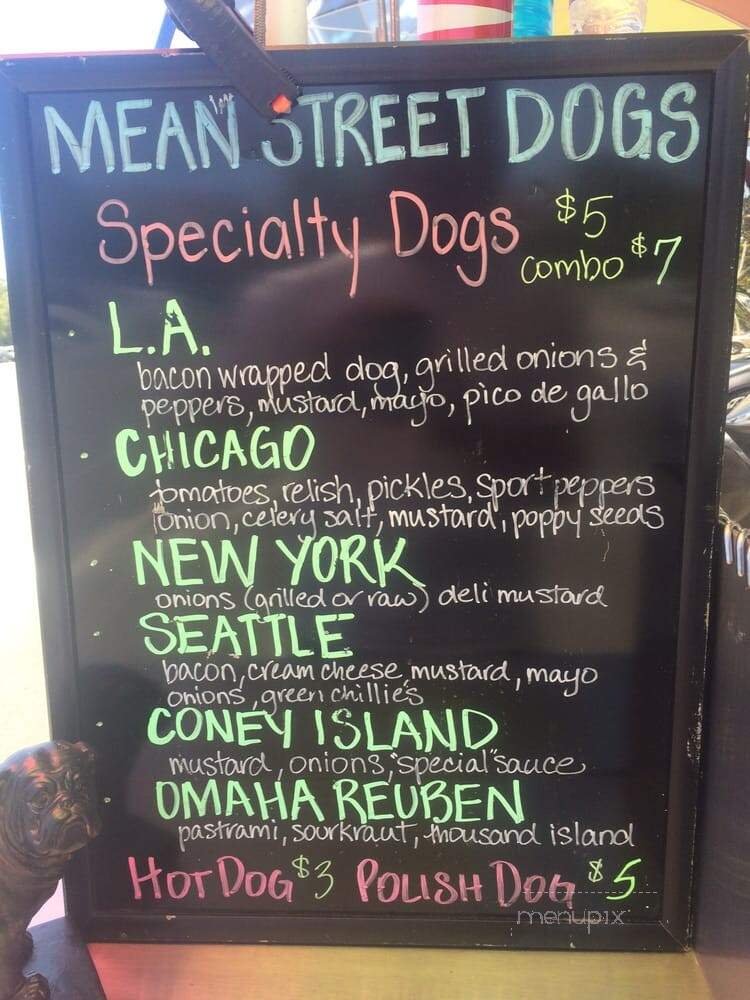 MEAN STREET DOGS
Specialty Dogs $5
combo $7
L.A.
bacon wrapped dog, grilled onions &
peppers, mustard, mayo, pico de gallo
CHICAGO
tomatoes, relish, pickles, sport peppers
onion, celery salt, mustard, poppy seeds
NEW YORK
onions (grilled or raw) deli mustard
SEATTLE
bacon, cream cheese, mustard, mayo
onions, green chillies
CONEY ISLAND
mustard, onions, "special" sauce
OMAHA REUBEN
pastrami, sourkraut, thousand island
HOT DOG $3 POLISH DOG $5
menupix